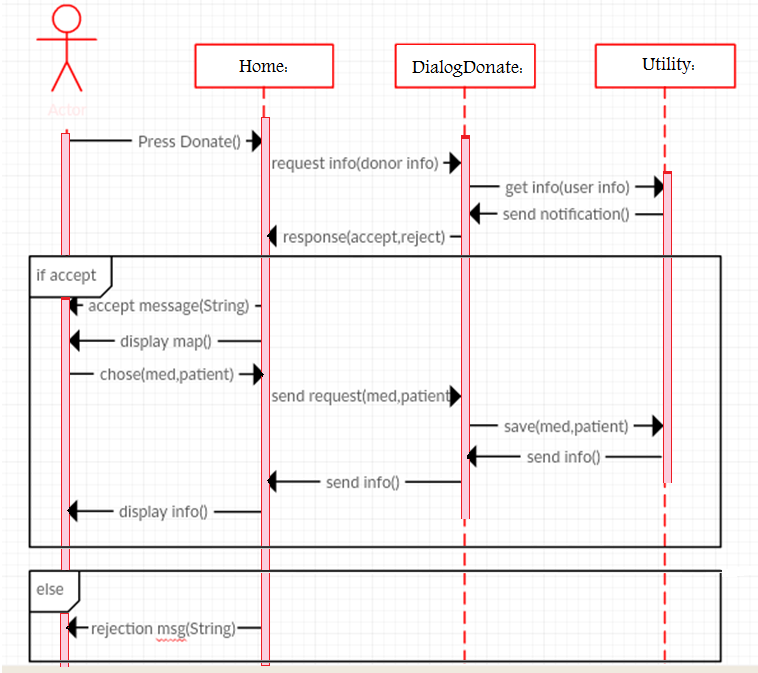 Home:
DialogDonate:
Utility:
Actor
Press Donate()
request info(donor info)
get info(user info)
send notification()
response(accept,reject)
if accept
accept message(String)
display map()
chose(med,patient)
send request(med,patient
save(med,patient)
send info()
send info()
display info()
else
rejection msg(String)